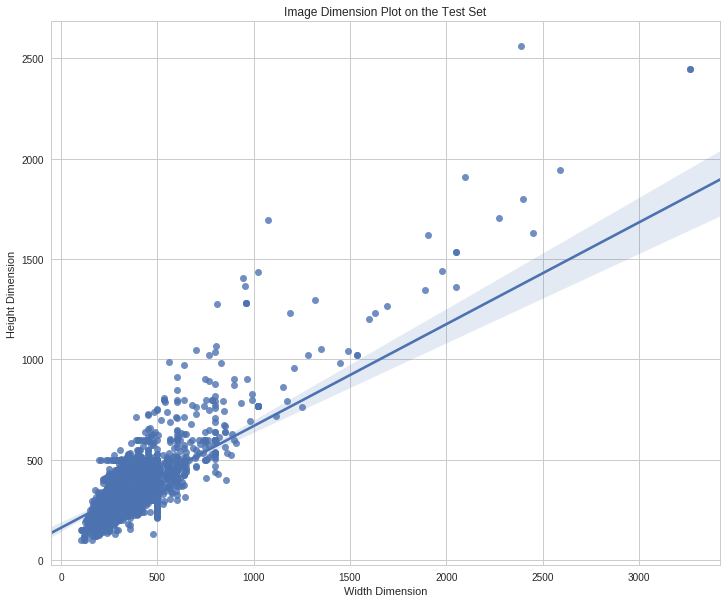 Image Dimension Plot on the Test Set
2500
2000
1500
1000
500
0
Height Dimension
0 500 1000 1500 2000 2500 3000
Width Dimension